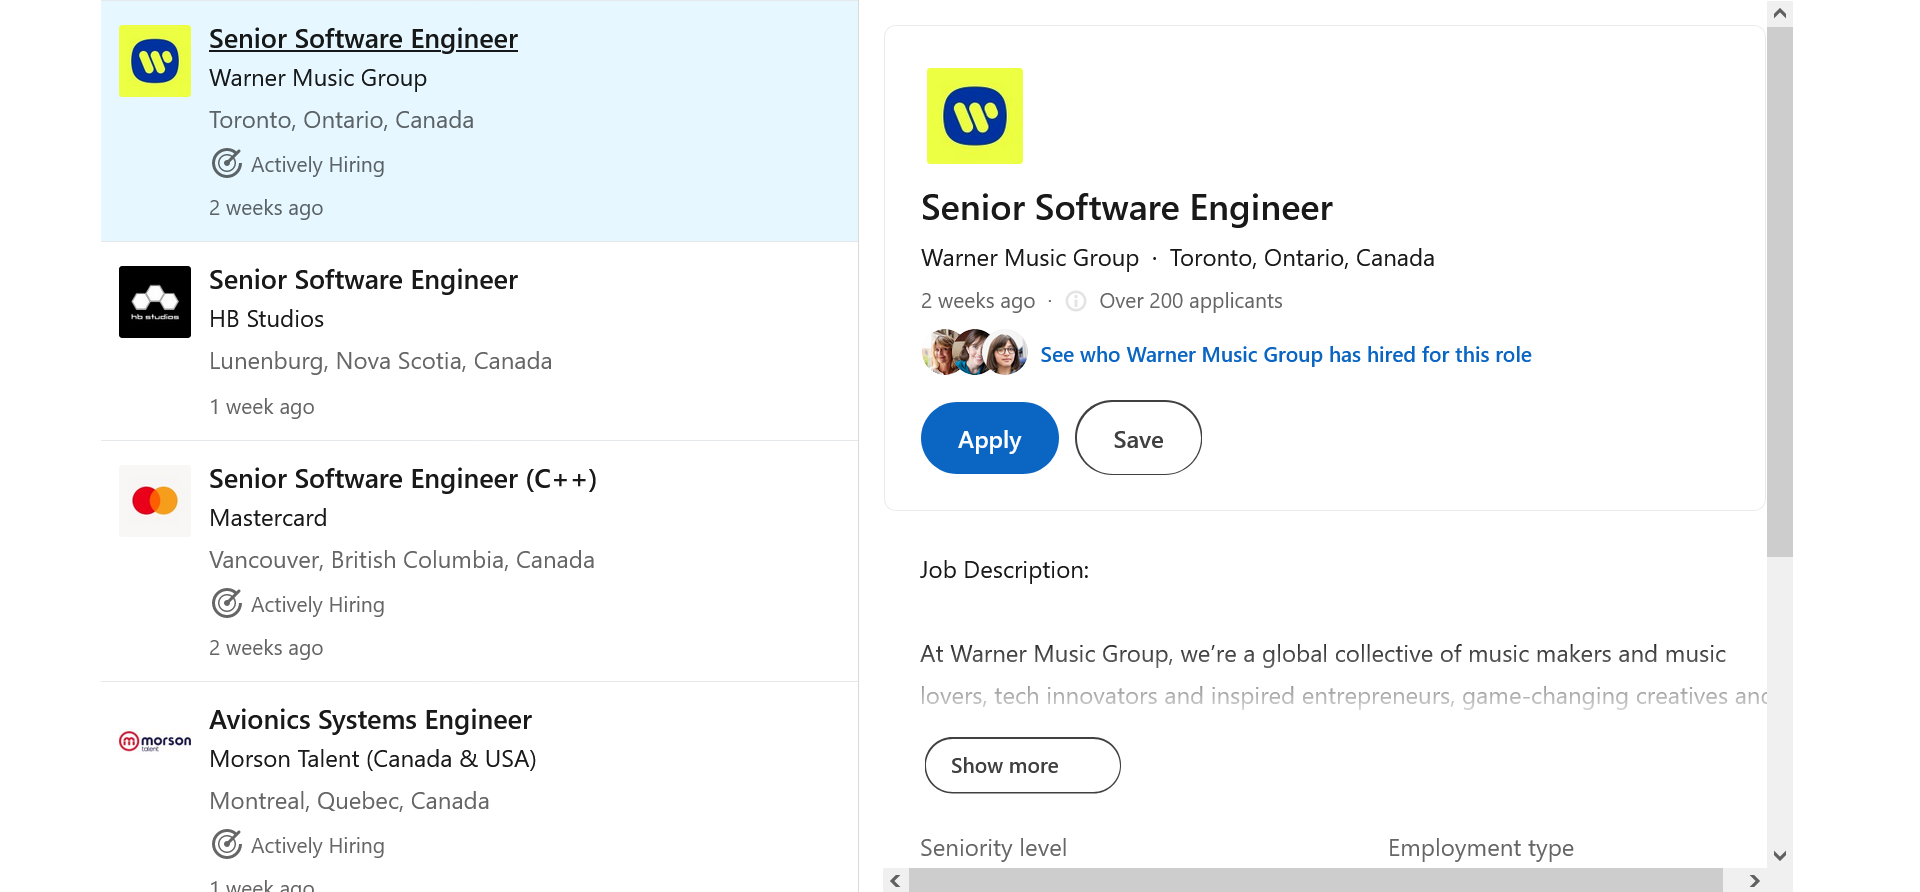 Senior Software Engineer
Warner Music Group
Toronto, Ontario, Canada
Actively Hiring
2 weeks ago
hb studios
Senior Software Engineer
HB Studios
Lunenburg, Nova Scotia, Canada
1 week ago
Senior Software Engineer (C++)
Mastercard
Vancouver, British Columbia, Canada
Actively Hiring
2 weeks ago
morson
talent
Avionics Systems Engineer
Morson Talent (Canada & USA)
Montreal, Quebec, Canada
Actively Hiring
1 week ago
Senior Software Engineer
Warner Music Group · Toronto, Ontario, Canada
2 weeks ago · Over 200 applicants
See who Warner Music Group has hired for this role
Apply
Save
Job Description:
At Warner Music Group, we’re a global collective of music makers and music
lovers, tech innovators and inspired entrepreneurs, game-changing creatives and
Show more
Seniority level
Employment type